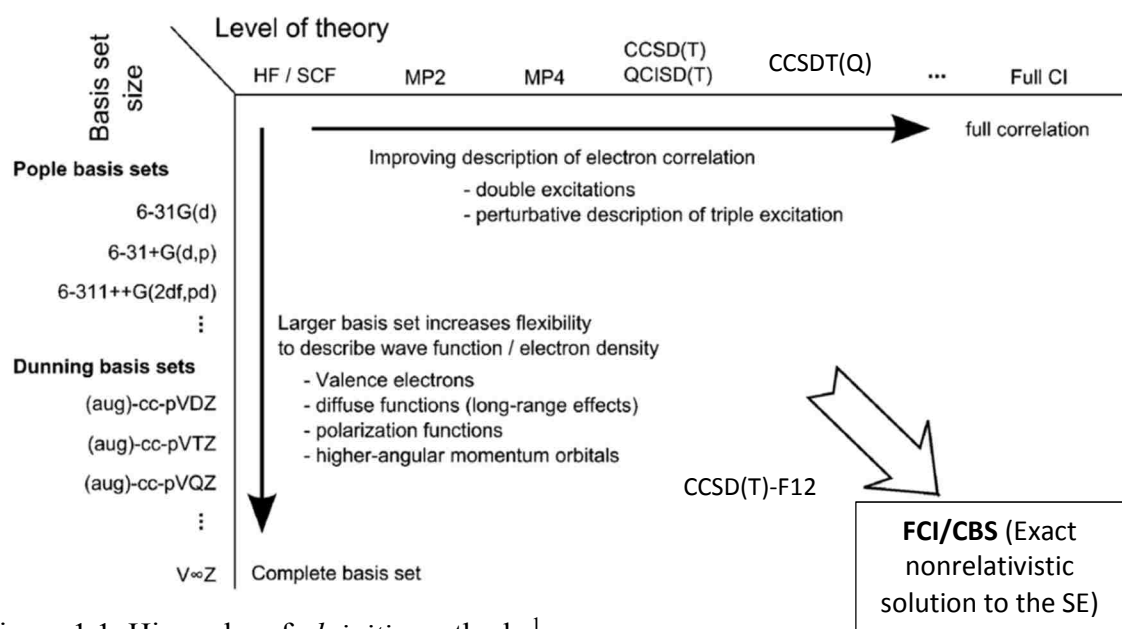 Level of theory
Basis set
size
HF / SCF
MP2
MP4
CCSD(T)
QCISD(T)
CCSDT(Q)
...
Full CI
full correlation
Improving description of electron correlation
- double excitations
- perturbative description of triple excitation
Pople basis sets
6-31G(d)
6-31+G(d,p)
6-311++G(2df,pd)
⋮
Larger basis set increases flexibility
to describe wave function / electron density
- Valence electrons
- diffuse functions (long-range effects)
- polarization functions
- higher-angular momentum orbitals
Dunning basis sets
(aug)-cc-pVDZ
(aug)-cc-pVTZ
(aug)-cc-pVQZ
⋮
V∞Z
Complete basis set
CCSD(T)-F12
FCI/CBS (Exact
nonrelativistic
solution to the SE)